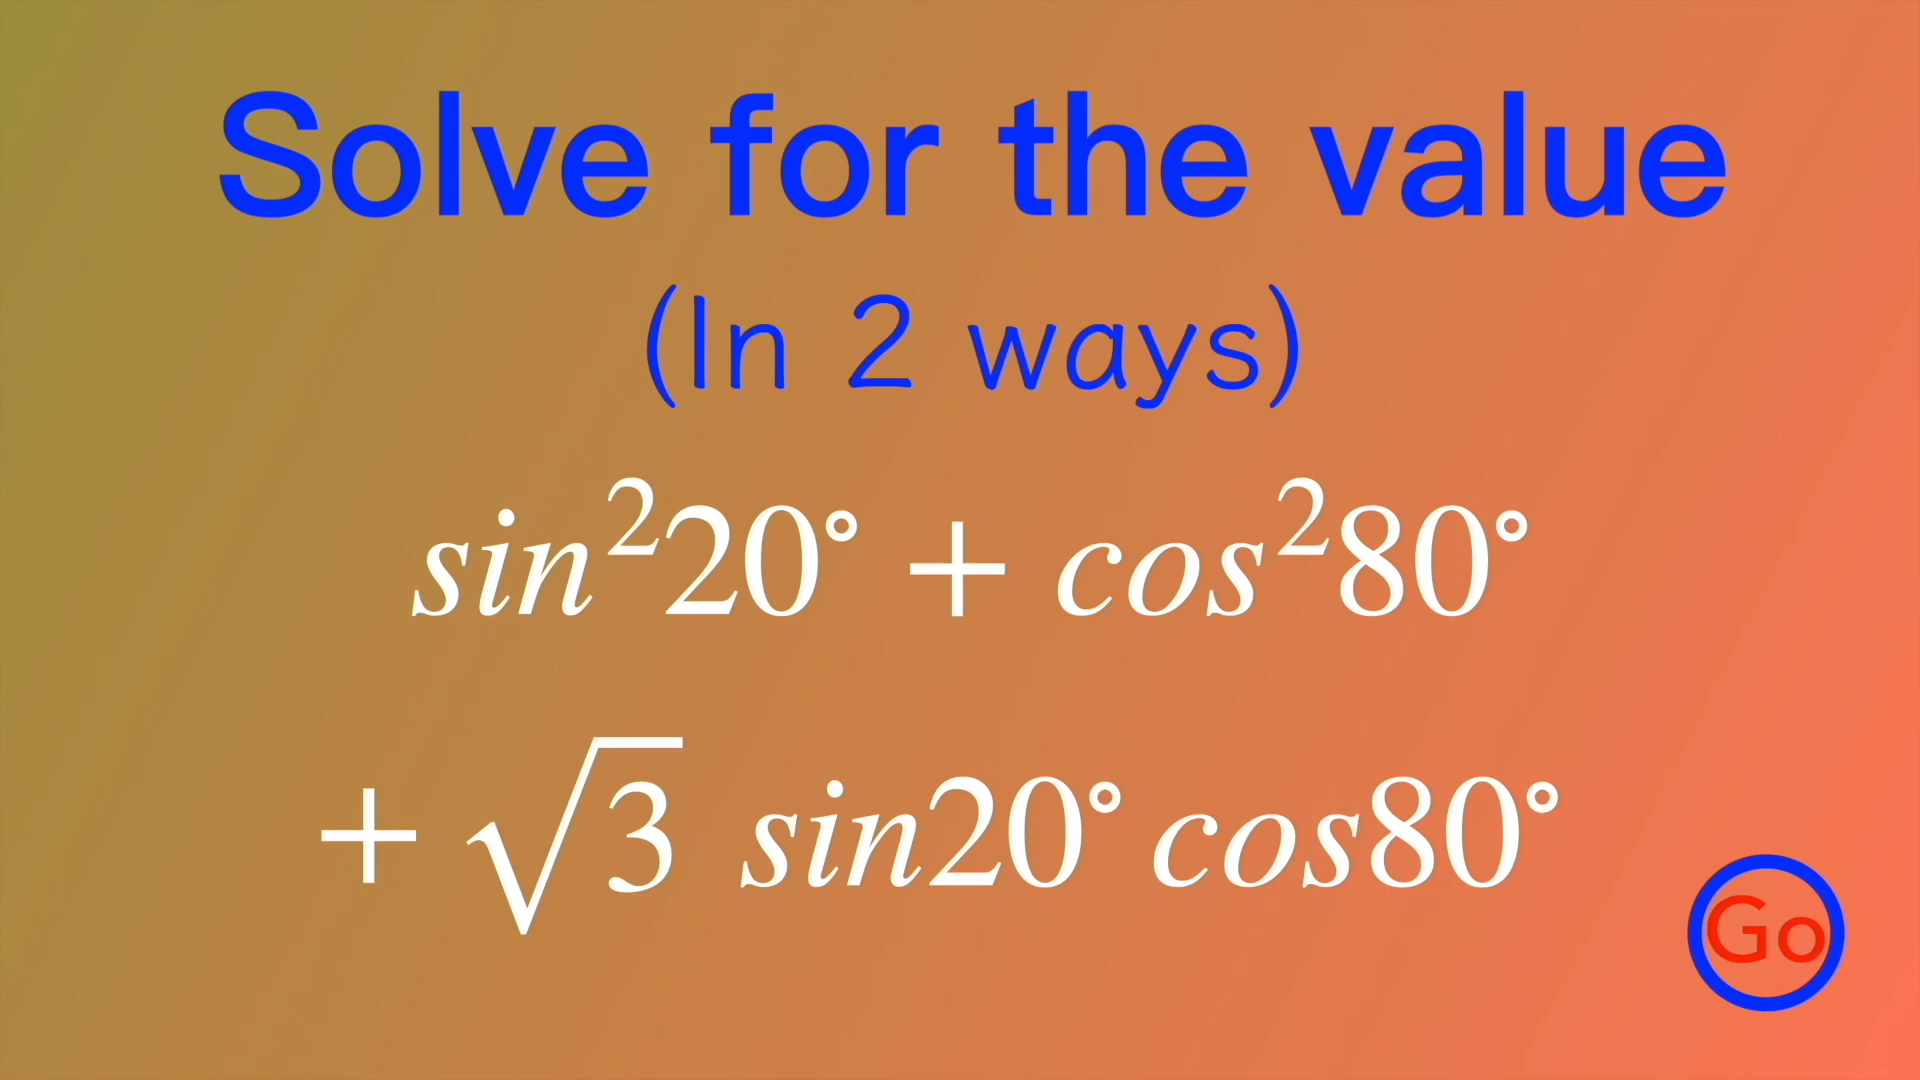 Solve for the value
(In 2 ways)
sin²20° + cos²80°
+ √3 sin20° cos80°
Go